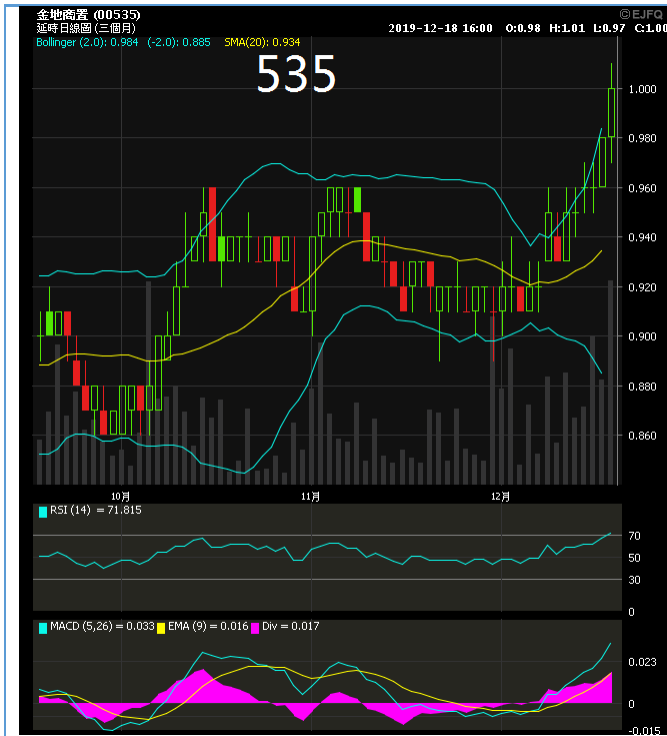 金地商置 (00535)
©EJFQ
延時日線圖 (三個月)
2019-12-18 16:00 O:0.98 H:1.01 L:0.97 C:1.00
Bollinger (2.0): 0.984 (-2.0): 0.885 SMA(20): 0.934
535
1.000
0.980
0.960
0.940
0.920
0.900
0.880
0.860
10月 11月 12月
RSI (14) = 71.815
70
50
30
0
MACD (5,26) = 0.033 EMA (9) = 0.016 Div = 0.017
0.023
0
-0.015